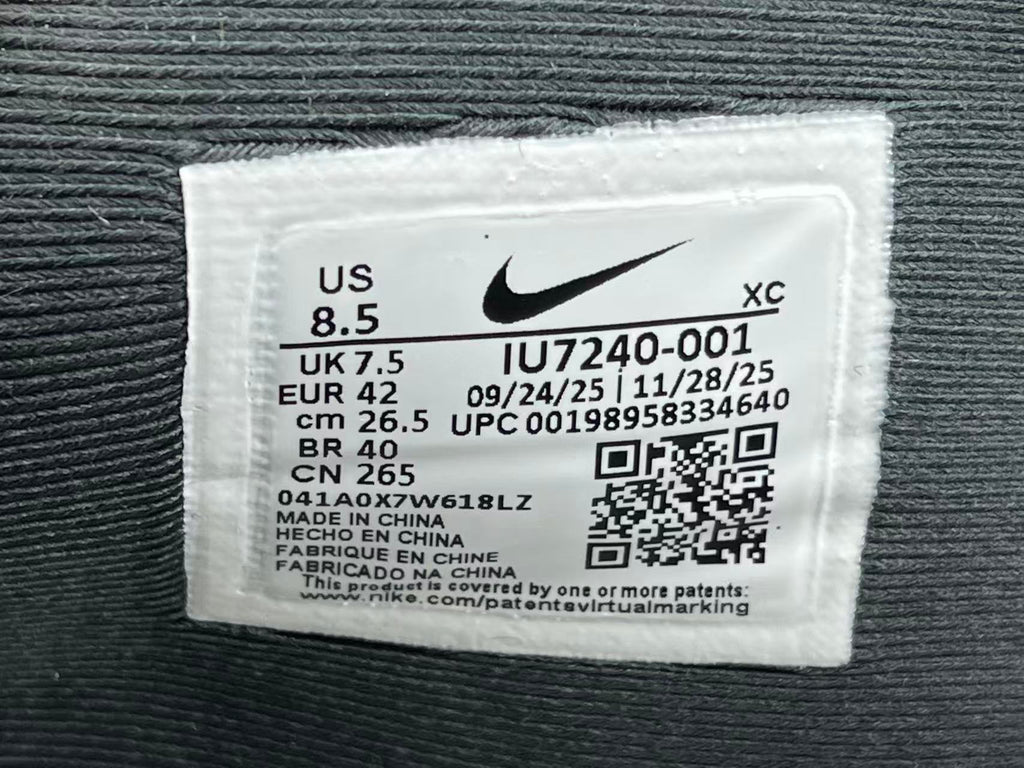 US
8.5
XC
UK 7.5
IU7240-001
EUR 42
09/24/25 | 11/28/25
cm 26.5
UPC 00198958334640
BR 40
CN 265
041A0X7W618LZ
MADE IN CHINA
HECHO EN CHINA
FABRIQUE EN CHINE
FABRICADO NA CHINA
This product is covered by one or more patents:
www.nike.com/patentsvirtualmarking